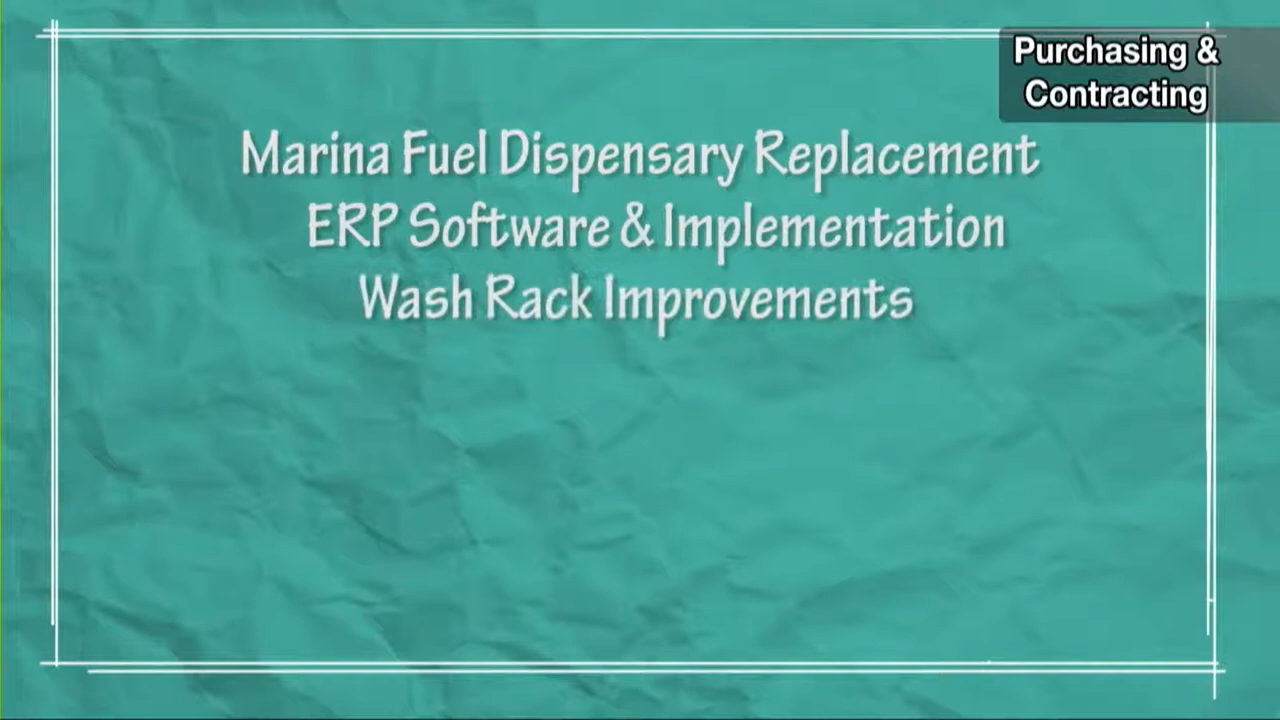 Purchasing &
Contracting
Marina Fuel Dispensary Replacement
ERP Software & Implementation
Wash Rack Improvements